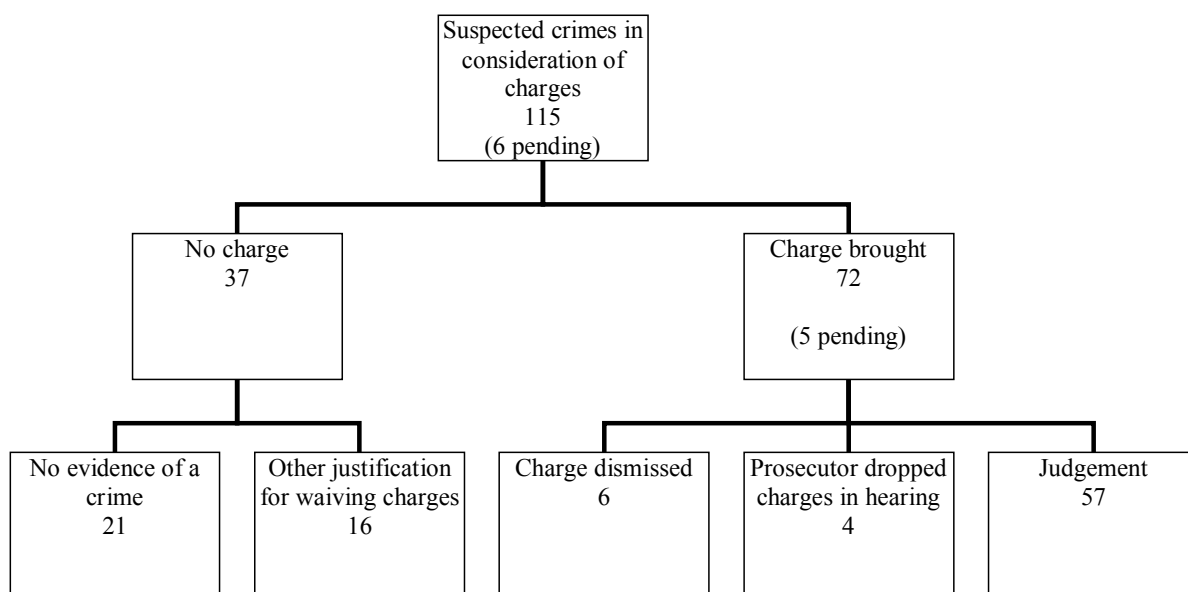 Suspected crimes in
consideration of
charges
115
(6 pending)
No charge
37
Charge brought
72
(5 pending)
No evidence of a
crime
21
Other justification
for waiving charges
16
Charge dismissed
6
Prosecutor dropped
charges in hearing
4
Judgement
57